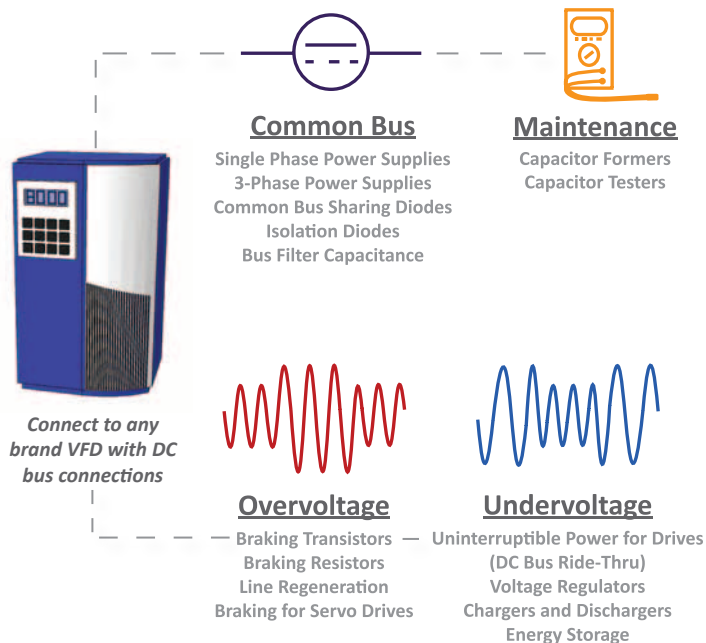 Common Bus
Single Phase Power Supplies
3-Phase Power Supplies
Common Bus Sharing Diodes
Isolation Diodes
Bus Filter Capacitance
Maintenance
Capacitor Formers
Capacitor Testers
8000
Connect to any
brand VFD with DC
bus connections
Overvoltage
Braking Transistors
Braking Resistors
Line Regeneration
Braking for Servo Drives
Undervoltage
Uninterruptible Power for Drives
(DC Bus Ride-Thru)
Voltage Regulators
Chargers and Dischargers
Energy Storage